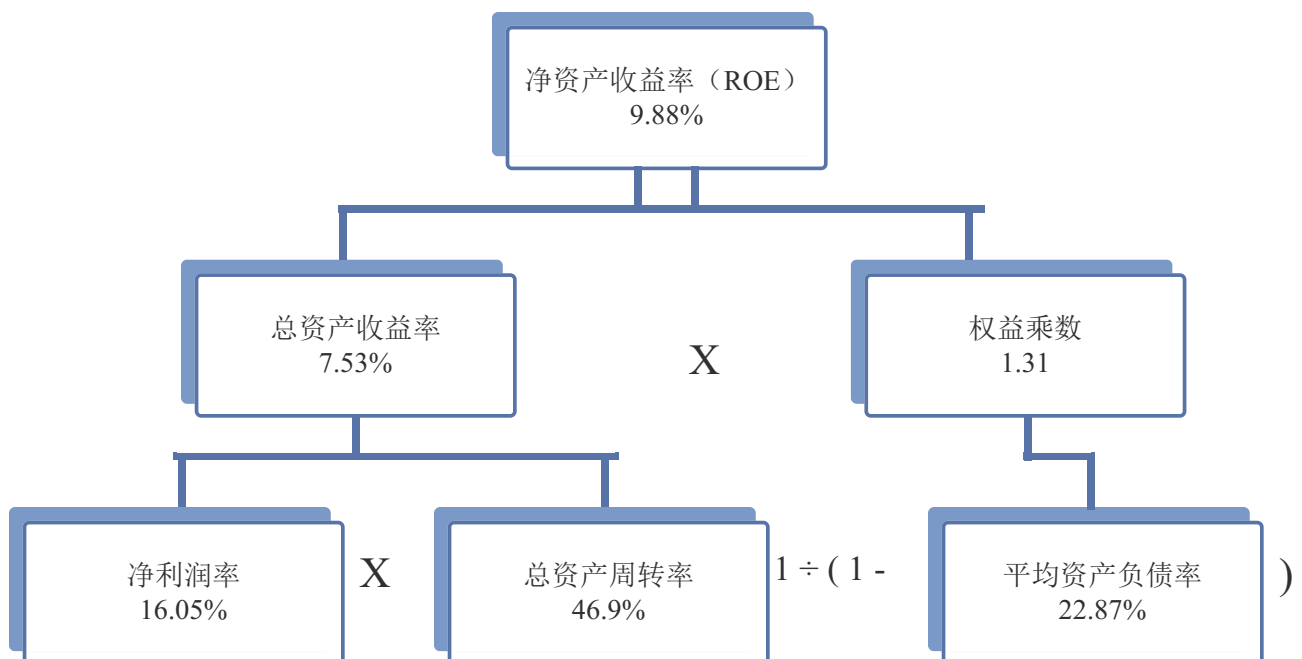 净资产收益率（ROE）
9.88%
总资产收益率
7.53%
X
权益乘数
1.31
净利润率
16.05%
X
总资产周转率
46.9%
1 ÷ ( 1 -
平均资产负债率
22.87%
)